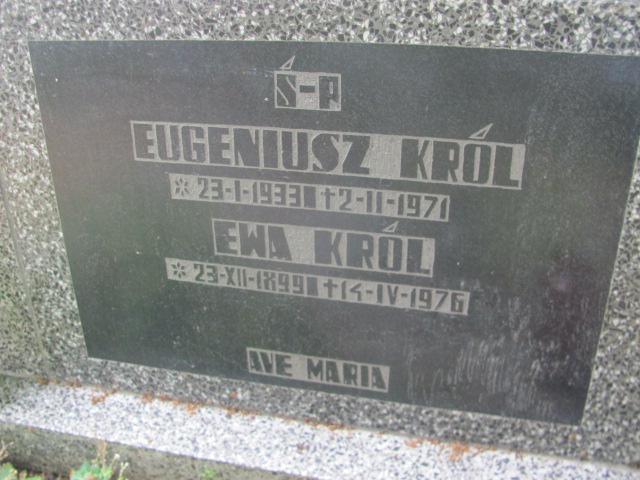 Ś-P
EUGENIUSZ KRÓL
* 23-I-1933 †2-II-1971
EWA KRÓL
* 23-XII-1899 †14-IV-1976
AVE MARIA